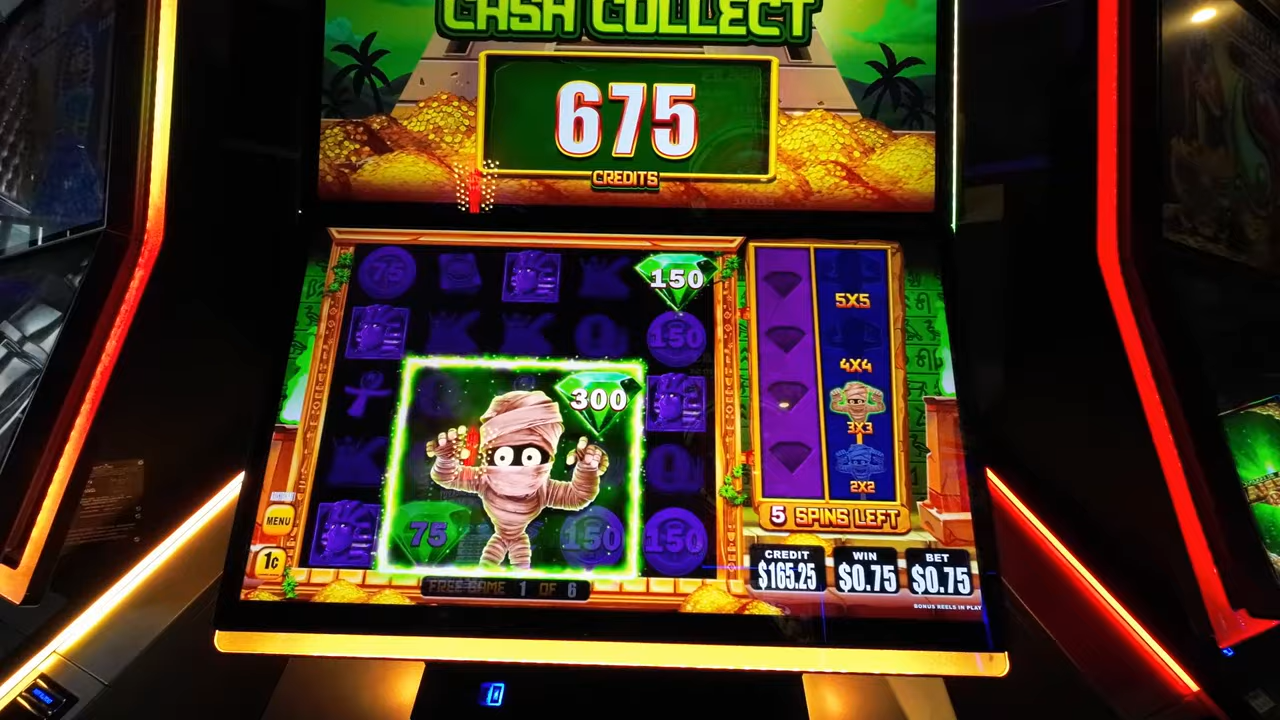 CASH COLLECT
675
CREDITS
75
150
150
5X5
4X4
300
3X3
2X2
75
150
150
5 SPINS LEFT
MENU
1¢
CREDIT
$165.25
WIN
$0.75
BET
$0.75
FREE GAME 1 OF 6
BONUS REELS IN PLAY